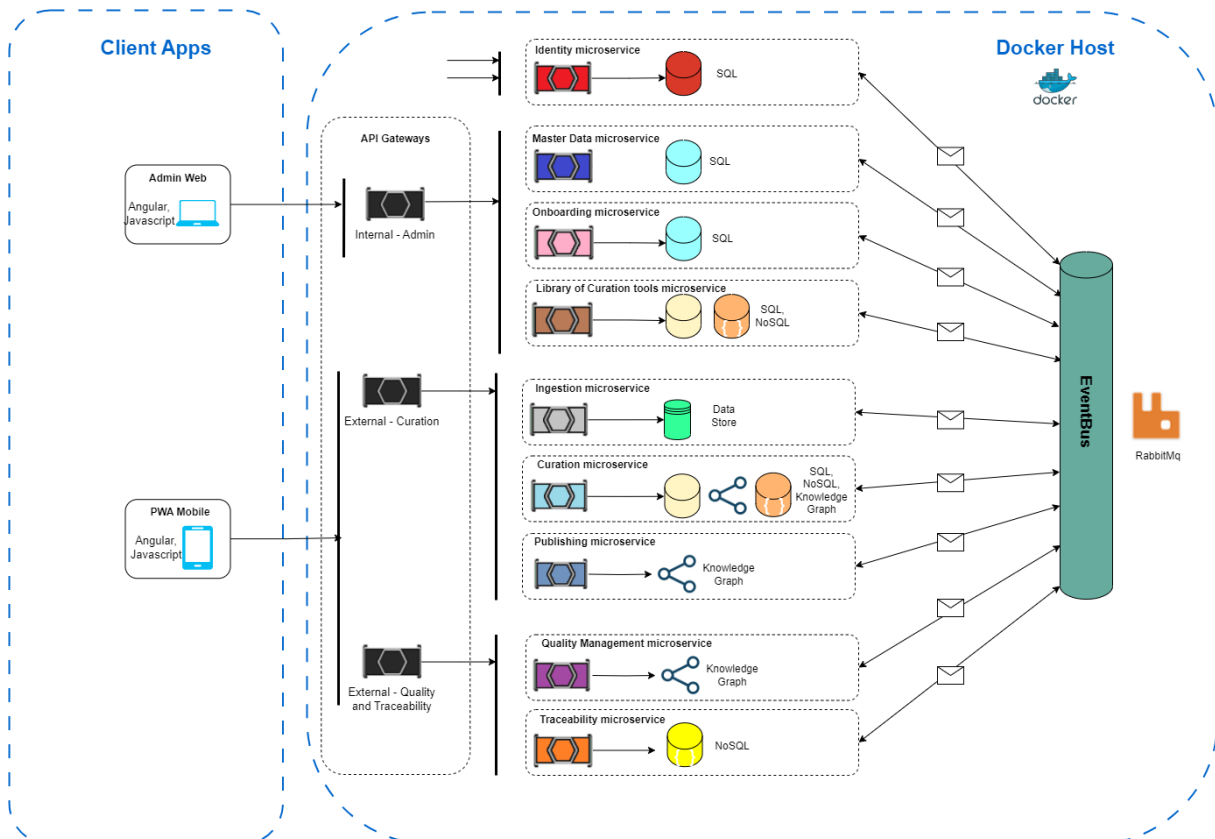 Client Apps
Docker Host
docker
Identity microservice
SQL
API Gateways
Master Data microservice
SQL
Admin Web
Angular,
Javascript
Internal - Admin
Onboarding microservice
SQL
Library of Curation tools microservice
SQL,
NoSQL
{ }
Ingestion microservice
Data
Store
External - Curation
EventBus
RabbitMq
Curation microservice
SQL,
NoSQL,
Knowledge
Graph
{ }
PWA Mobile
Angular,
Javascript
Publishing microservice
Knowledge
Graph
Quality Management microservice
Knowledge
Graph
External - Quality
and Traceability
Traceability microservice
NoSQL
{ }